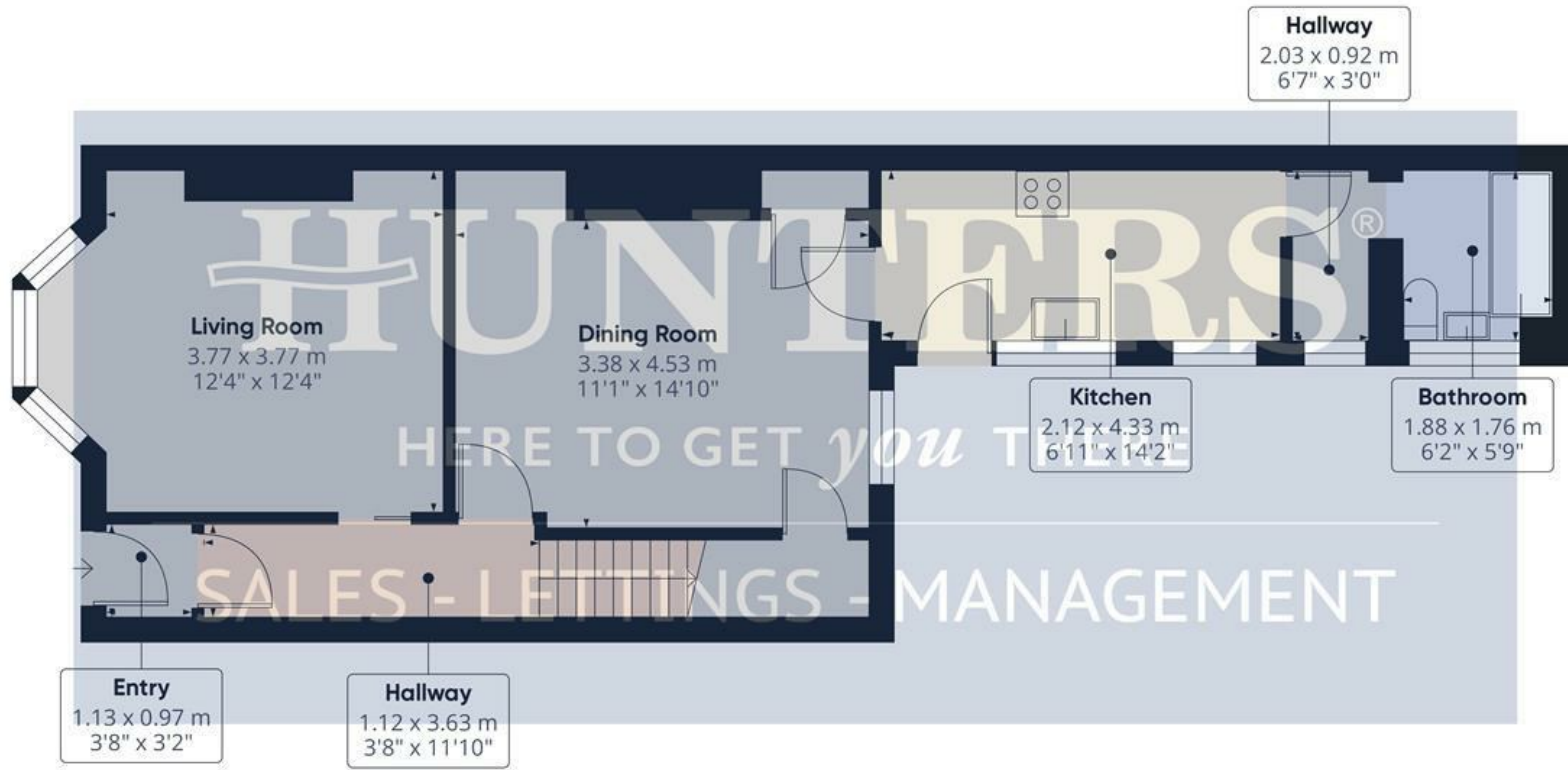 Hallway
2.03 x 0.92 m
6'7" x 3'0"
HUNTERS®
Living Room
3.77 x 3.77 m
12'4" x 12'4"
Dining Room
3.38 x 4.53 m
11'1" x 14'10"
Kitchen
2.12 x 4.33 m
6'11" x 14'2"
Bathroom
1.88 x 1.76 m
6'2" x 5'9"
HERE TO GET you THERE
SALES - LETTINGS - MANAGEMENT
Entry
1.13 x 0.97 m
3'8" x 3'2"
Hallway
1.12 x 3.63 m
3'8" x 11'10"